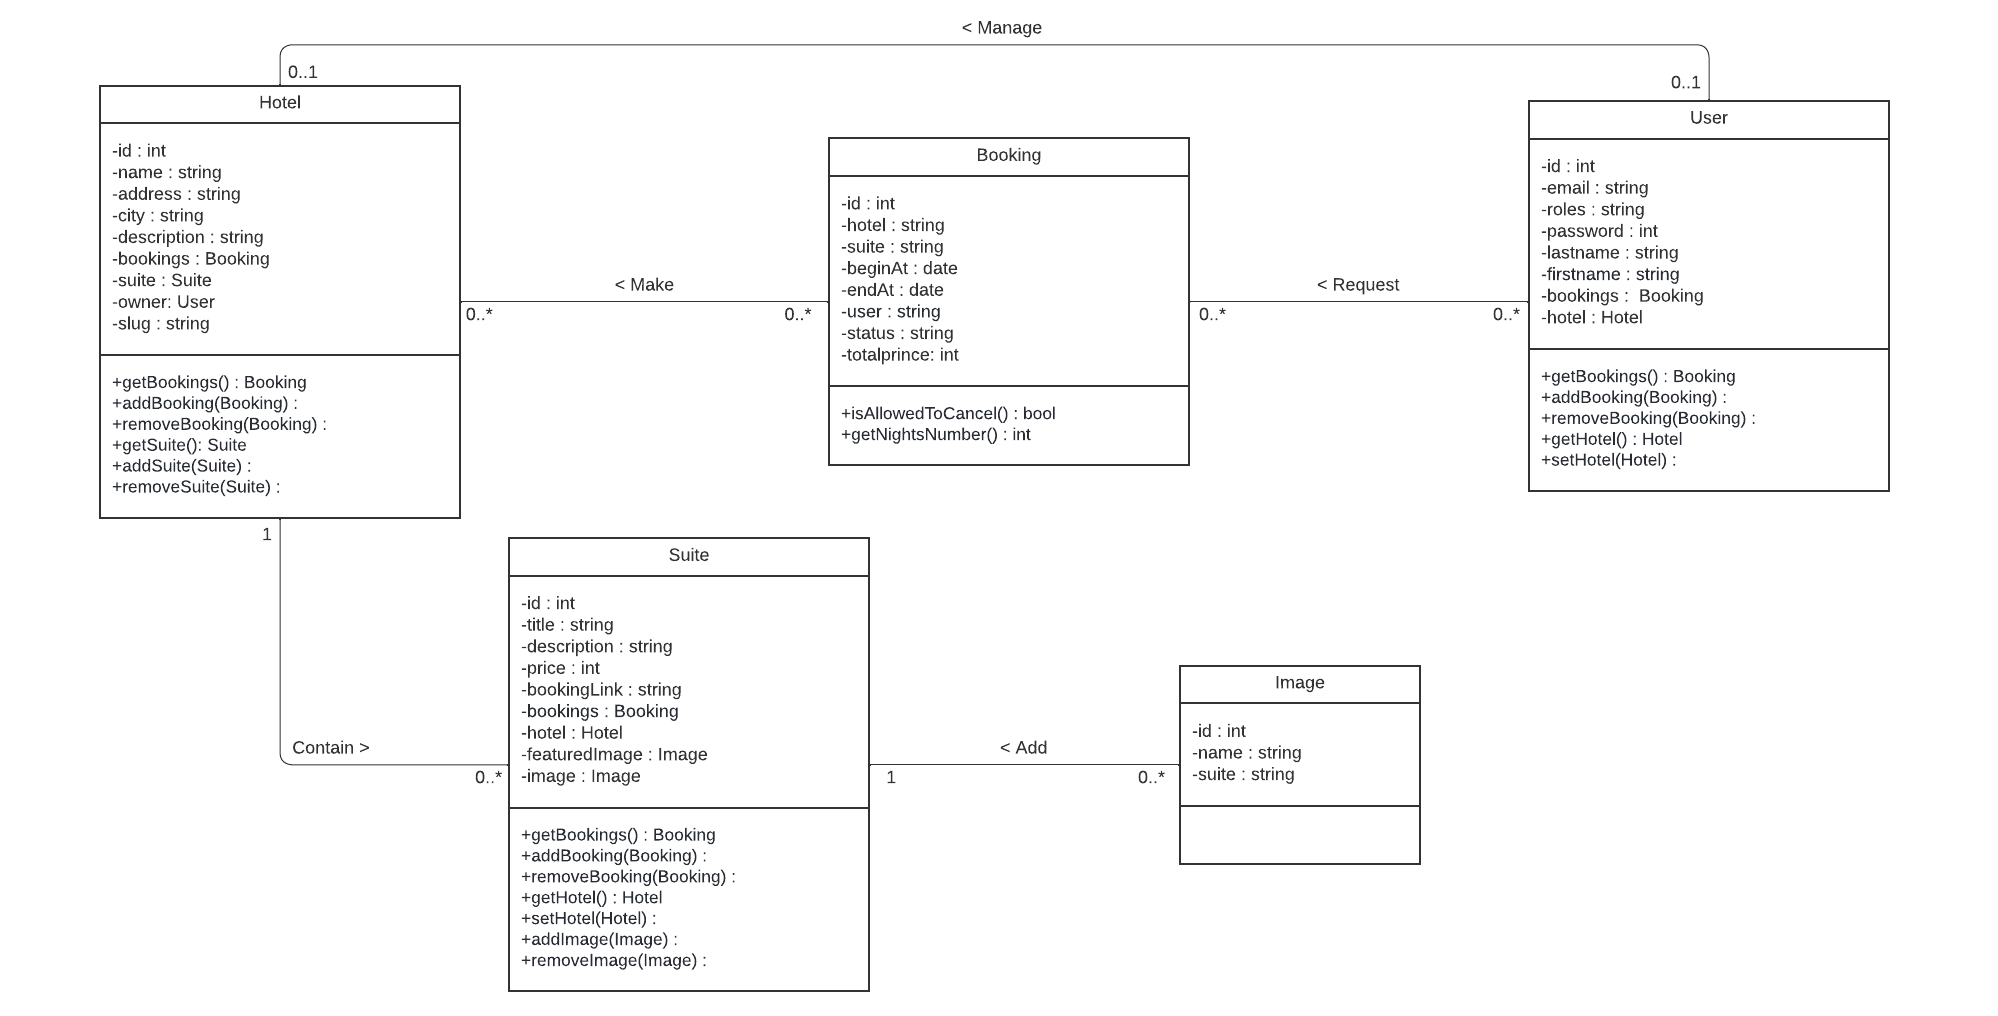 < Manage
0..1
0..1
Hotel
-id : int
-name : string
-address : string
-city : string
-description : string
-bookings : Booking
-suite : Suite
-owner: User
-slug : string
+getBookings() : Booking
+addBooking(Booking) :
+removeBooking(Booking) :
+getSuite(): Suite
+addSuite(Suite) :
+removeSuite(Suite) :
< Make
0..*
0..*
Booking
-id : int
-hotel : string
-suite : string
-beginAt : date
-endAt : date
-user : string
-status : string
-totalprince: int
+isAllowedToCancel() : bool
+getNightsNumber() : int
< Request
0..*
0..*
User
-id : int
-email : string
-roles : string
-password : int
-lastname : string
-firstname : string
-bookings :  Booking
-hotel : Hotel
+getBookings() : Booking
+addBooking(Booking) :
+removeBooking(Booking) :
+getHotel() : Hotel
+setHotel(Hotel) :
1
Contain >
0..*
Suite
-id : int
-title : string
-description : string
-price : int
-bookingLink : string
-bookings : Booking
-hotel : Hotel
-featuredImage : Image
-image : Image
+getBookings() : Booking
+addBooking(Booking) :
+removeBooking(Booking) :
+getHotel() : Hotel
+setHotel(Hotel) :
+addImage(Image) :
+removeImage(Image) :
< Add
1
0..*
Image
-id : int
-name : string
-suite : string